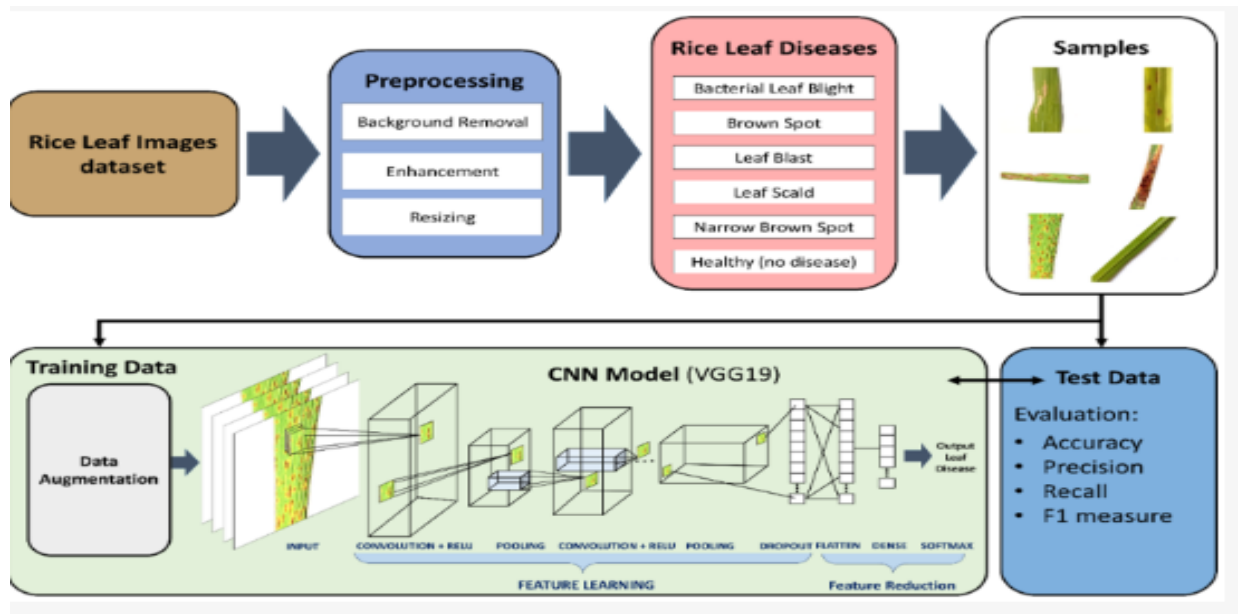 Rice Leaf Images
dataset
Preprocessing
Background Removal
Enhancement
Resizing
Rice Leaf Diseases
Bacterial Leaf Blight
Brown Spot
Leaf Blast
Leaf Scald
Narrow Brown Spot
Healthy (no disease)
Samples
Training Data
Data
Augmentation
CNN Model (VGG19)
INPUT
CONVOLUTION + RELU
POOLING
CONVOLUTION + RELU
POOLING
DROPOUT
FLATTEN
DENSE
SOFTMAX
FEATURE LEARNING
Feature Reduction
Output
Leaf
Disease
Test Data
Evaluation:
• Accuracy
• Precision
• Recall
• F1 measure